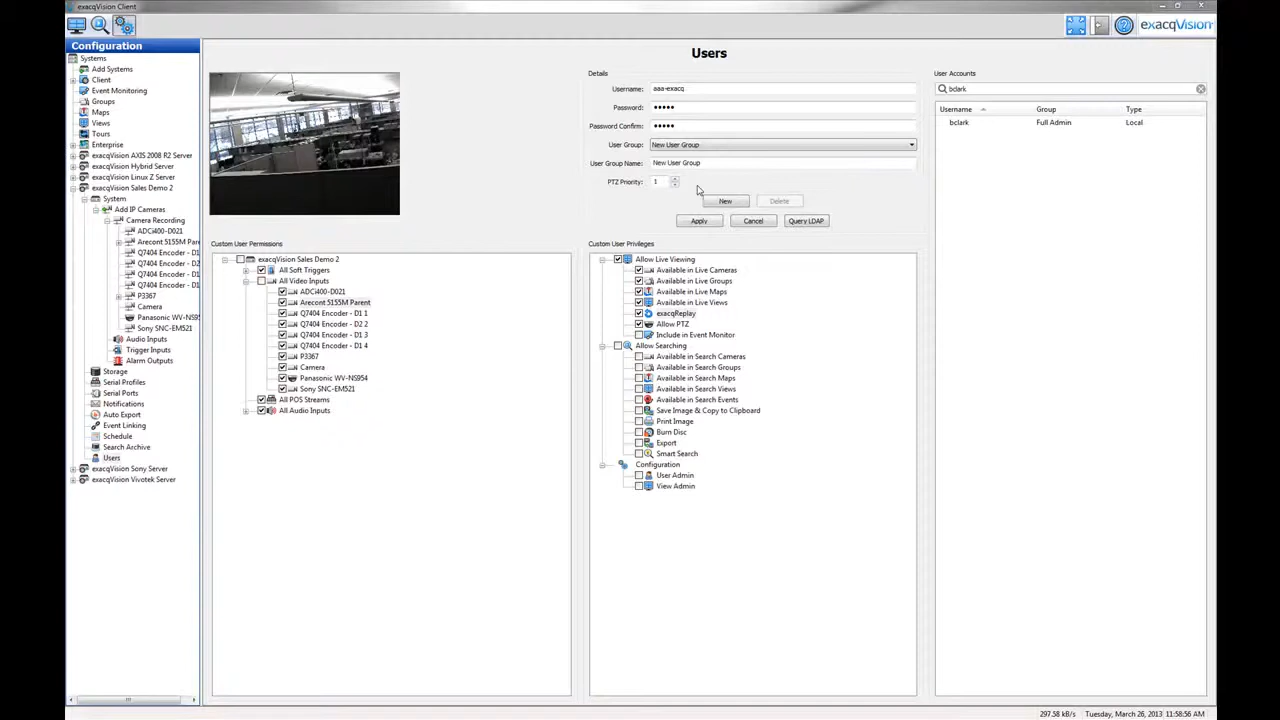 exacqVision Client
exacqVision
Configuration
Systems
Add Systems
Client
Event Monitoring
Groups
Maps
Views
Tours
Enterprise
exacqVision AXIS 2008 R2 Server
exacqVision Hybrid Server
exacqVision Linux Server
exacqVision Sales Demo 2
System
Add IP Cameras
Camera Recording
ADCi400-D021
Arecont 5155M Pare
Q7404 Encoder - D1
Q7404 Encoder - D2
Q7404 Encoder - D1
Q7404 Encoder - D1
P3367
Camera
Panasonic WV-NS95
Sony SNC-EM521
Audio Inputs
Trigger Inputs
Alarm Outputs
Storage
Serial Profiles
Serial Ports
Notifications
Auto Export
Event Linking
Schedule
Search Archive
Users
exacqVision Sony Server
exacqVision Vivotek Server
Users
Details
Username: aaa-exacq
Password: •••••
Password Confirm: •••••
User Group: New User Group
User Group Name: New User Group
PTZ Priority: 1
New Delete
Apply Cancel Query LDAP
Custom User Permissions
exacqVision Sales Demo 2
All Soft Triggers
All Video Inputs
ADCi400-D021
Arecont 5155M Parent
Q7404 Encoder - D1 1
Q7404 Encoder - D2 2
Q7404 Encoder - D1 3
Q7404 Encoder - D1 4
P3367
Camera
Panasonic WV-NS954
Sony SNC-EM521
All POS Streams
All Audio Inputs
Custom User Privileges
Allow Live Viewing
Available in Live Cameras
Available in Live Groups
Available in Live Maps
Available in Live Views
exacqReplay
Allow PTZ
Include in Event Monitor
Allow Searching
Available in Search Cameras
Available in Search Groups
Available in Search Maps
Available in Search Views
Available in Search Events
Save Image & Copy to Clipboard
Print Image
Burn Disc
Export
Smart Search
Configuration
User Admin
View Admin
User Accounts
bclark
Username Group Type
bclark Full Admin Local
297.58 kB/s Tuesday, March 26, 2013 11:58:56 AM